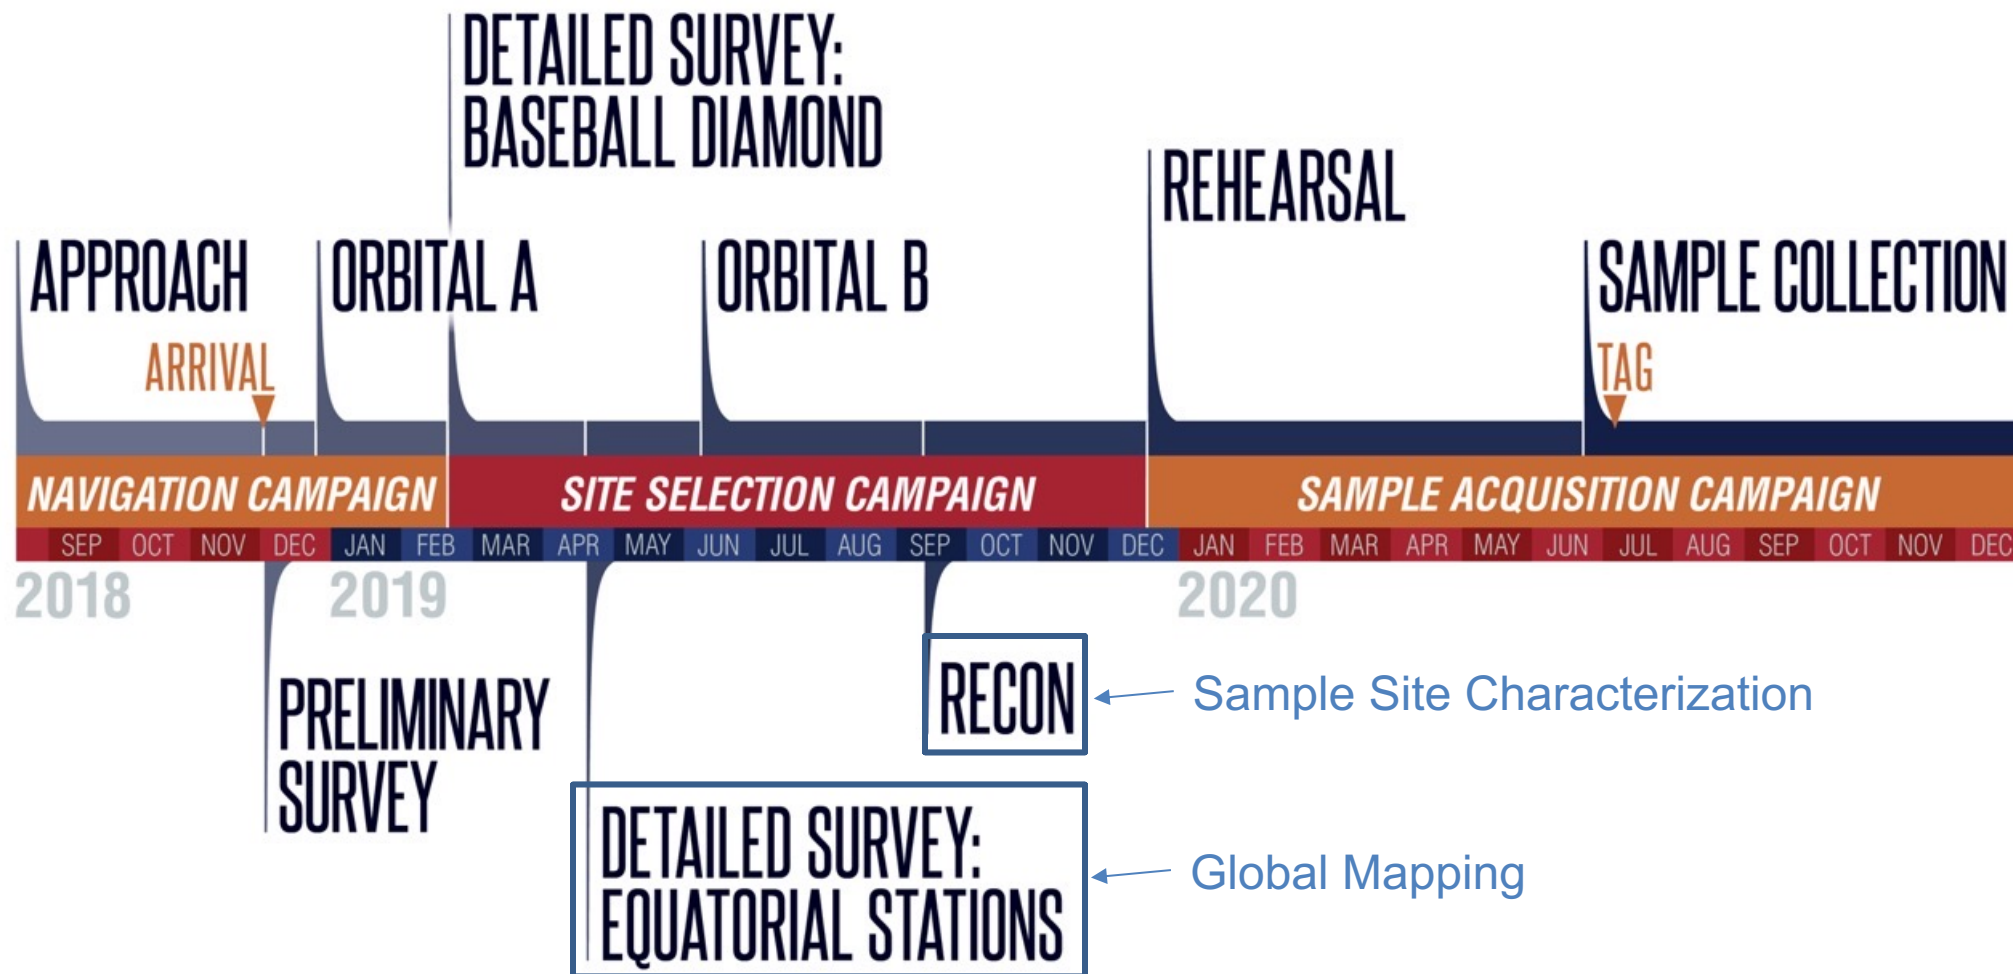 DETAILED SURVEY:
BASEBALL DIAMOND
REHEARSAL
APPROACH
ORBITAL A
ORBITAL B
SAMPLE COLLECTION
ARRIVAL
TAG
NAVIGATION CAMPAIGN
SITE SELECTION CAMPAIGN
SAMPLE ACQUISITION CAMPAIGN
SEP OCT NOV DEC JAN FEB MAR APR MAY JUN JUL AUG SEP OCT NOV DEC JAN FEB MAR APR MAY JUN JUL AUG SEP OCT NOV DEC
2018 2019 2020
RECON
Sample Site Characterization
PRELIMINARY
SURVEY
DETAILED SURVEY:
EQUATORIAL STATIONS
Global Mapping